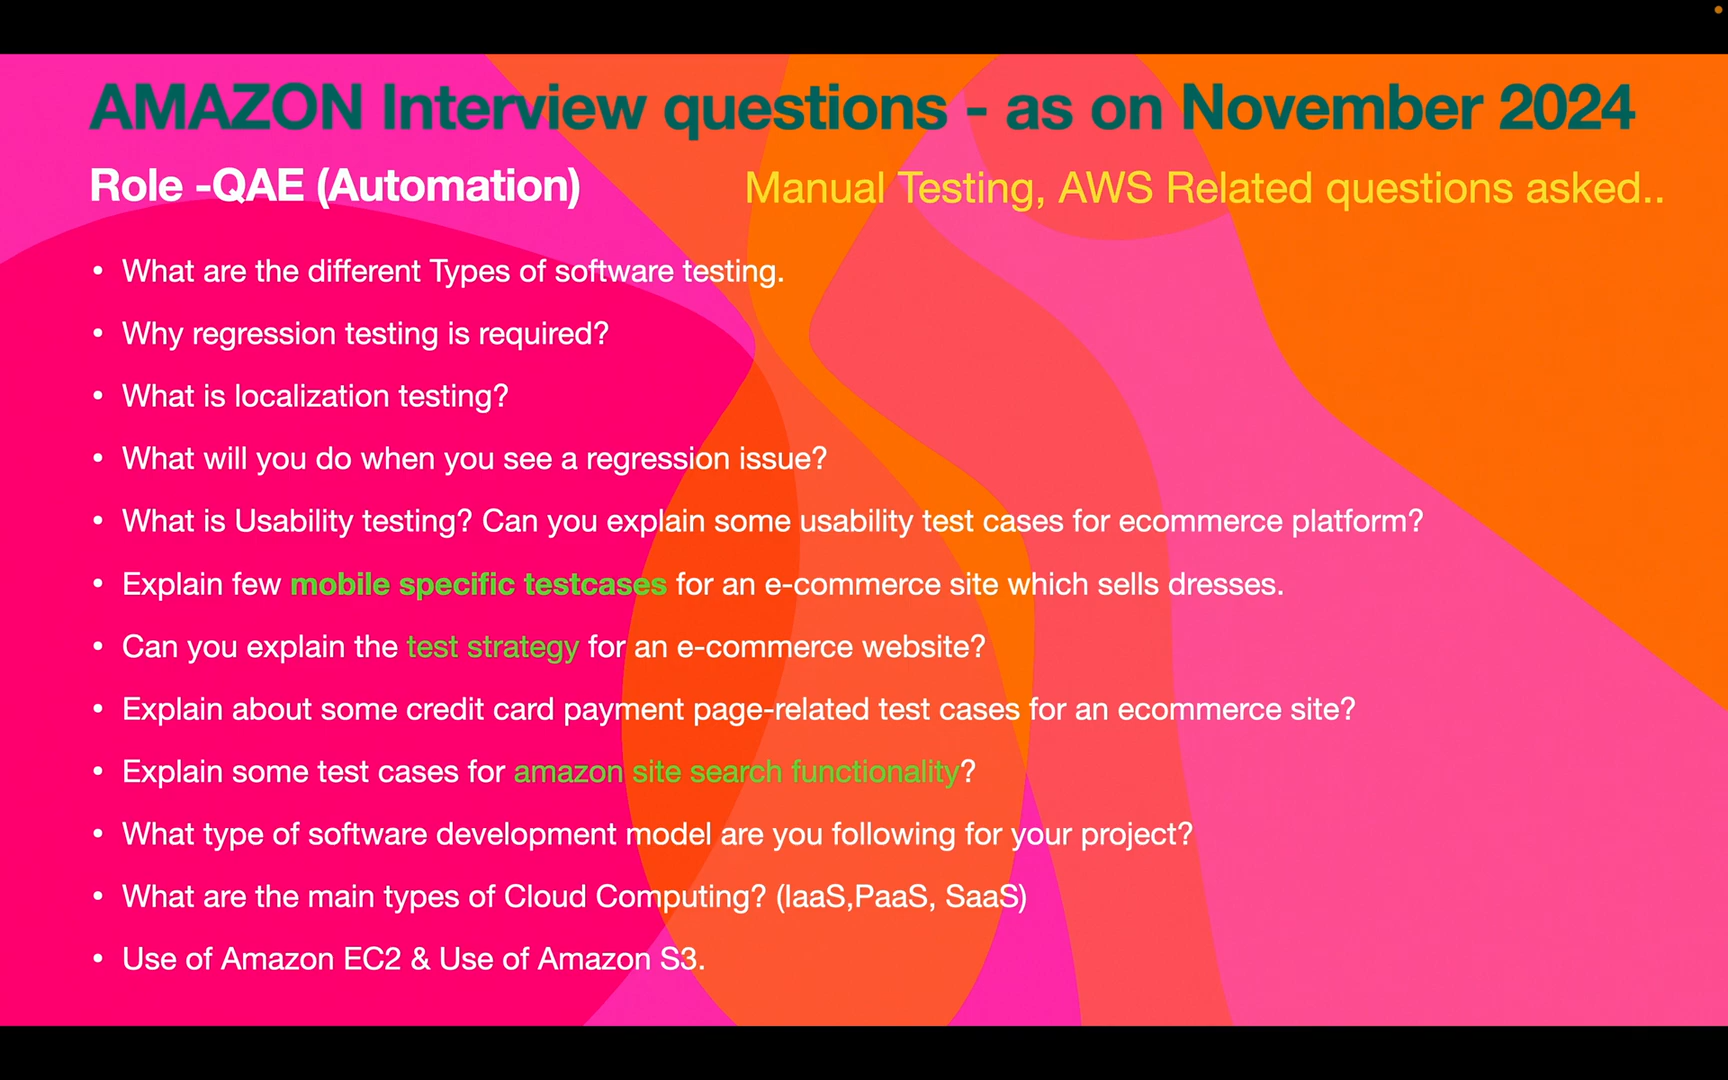 AMAZON Interview questions - as on November 2024
Role -QAE (Automation)
Manual Testing, AWS Related questions asked..
• What are the different Types of software testing.
• Why regression testing is required?
• What is localization testing?
• What will you do when you see a regression issue?
• What is Usability testing? Can you explain some usability test cases for ecommerce platform?
• Explain few mobile specific testcases for an e-commerce site which sells dresses.
• Can you explain the test strategy for an e-commerce website?
• Explain about some credit card payment page-related test cases for an ecommerce site?
• Explain some test cases for amazon site search functionality?
• What type of software development model are you following for your project?
• What are the main types of Cloud Computing? (IaaS,PaaS, SaaS)
• Use of Amazon EC2 & Use of Amazon S3.